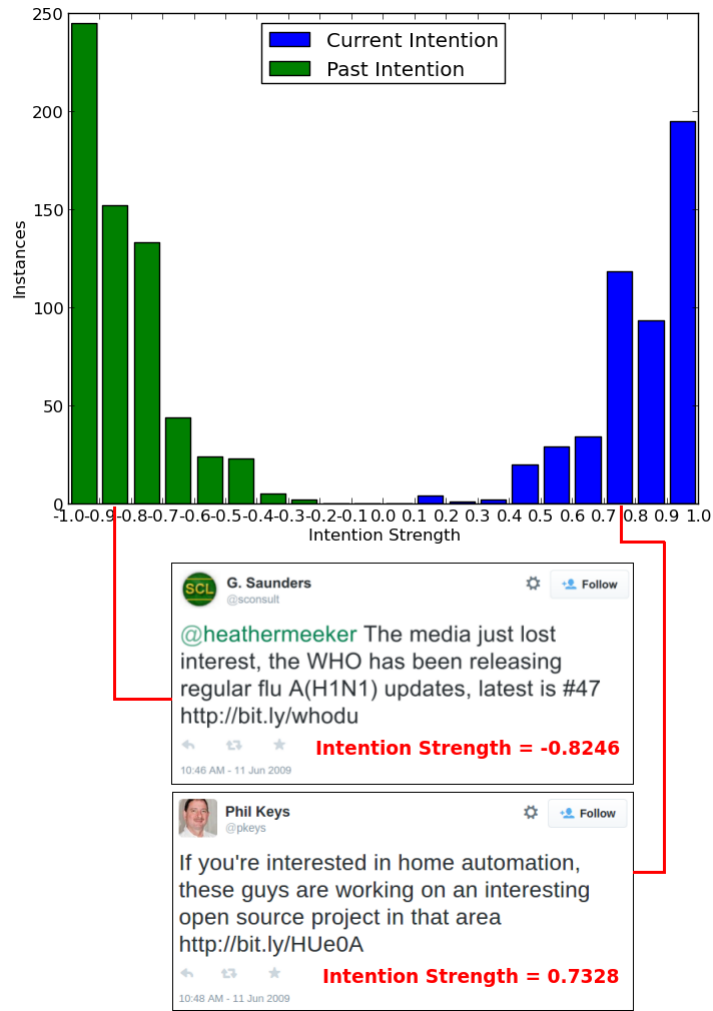 250
Current Intention
Past Intention
200
150
Instances
100
50
0
-1.0-0.9-0.8-0.7-0.6-0.5-0.4-0.3-0.2-0.1 0.0 0.1 0.2 0.3 0.4 0.5 0.6 0.7 0.8 0.9 1.0
Intention Strength
SCL
G. Saunders
@sconsult
Follow
@heathermeeker The media just lost
interest, the WHO has been releasing
regular flu A(H1N1) updates, latest is #47
http://bit.ly/whodu
Intention Strength = -0.8246
10:46 AM - 11 Jun 2009
Phil Keys
@pkeys
Follow
If you're interested in home automation,
these guys are working on an interesting
open source project in that area
http://bit.ly/HUe0A
Intention Strength = 0.7328
10:48 AM - 11 Jun 2009